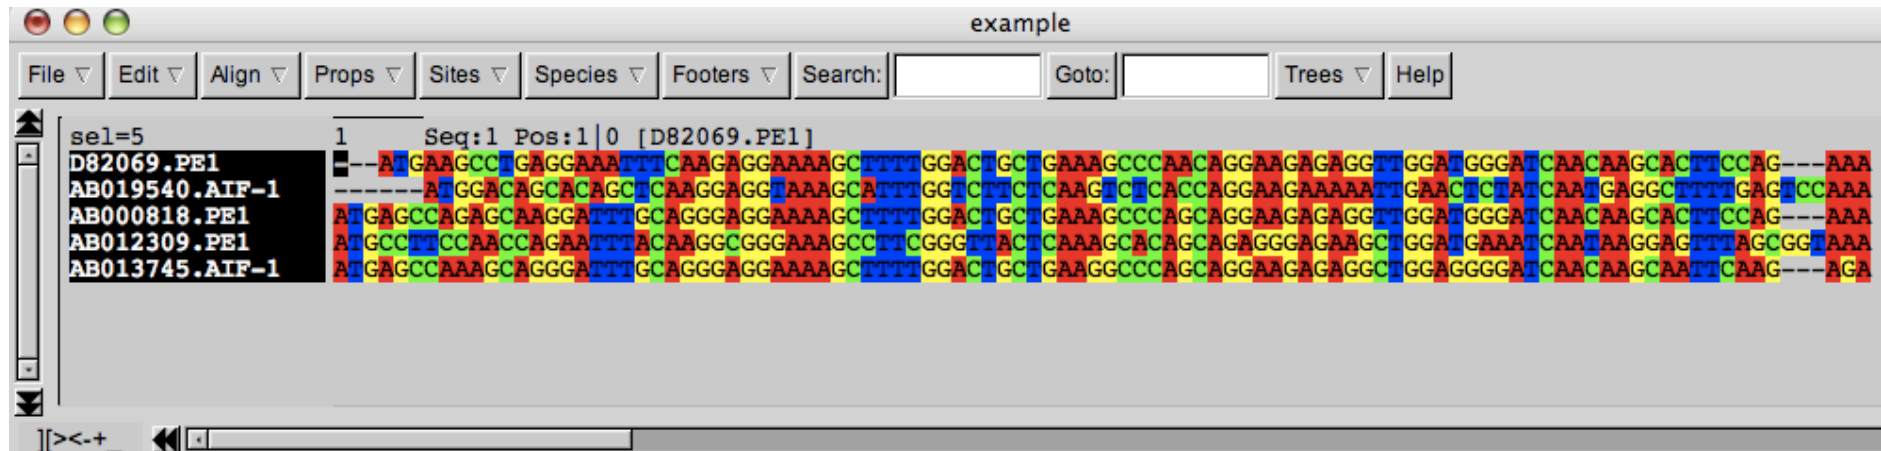 example
File Edit Align Props Sites Species Footers Search: Goto: Trees Help
sel=5 1 Seq:1 Pos:1|0 [D82069.PE1]
D82069.PE1 ---ATGAAGCCTGAGGAAATTTCAAGAGGAAAAGCTTTTGGACTGCTGAAAGCCCAACAGGAAGAGAGGTTGGATGGGATCAACAAGCACTTCCAG---AAA
AB019540.AIF-1 ------ATGGACAGCACAGCTCAAGGAGGTAAAGCATTTGGTCTTCTCAAGTCTCACCAGGAAGAAAAATTGAACTCTATCAATGAGGCTTTTGAGTCCAAA
AB000818.PE1 ATGAGCCAGAGCAAGGATTTGCAGGGAGGAAAAGCTTTTGGACTGCTGAAAGCCCAGCAGGAAGAGAGGTTGGATGGGATCAACAAGCACTTCCAG---AAA
AB012309.PE1 ATGCCTTCCAACCAGAATTTACAAGGCGGGAAAGCCTTCGGGTTACTCAAAGCACAGCAGAGGGAGAAGCTGGATGAAATCAATAAGGAGTTTAGCGGTAAA
AB013745.AIF-1 ATGAGCCAAAGCAGGGATTTGCAGGGAGGAAAAGCTTTTGGACTGCTGAAGGCCCAGCAGGAAGAGAGGCTGGAGGGGATCAACAAGCAATTCAAG---AGA
][><-+_